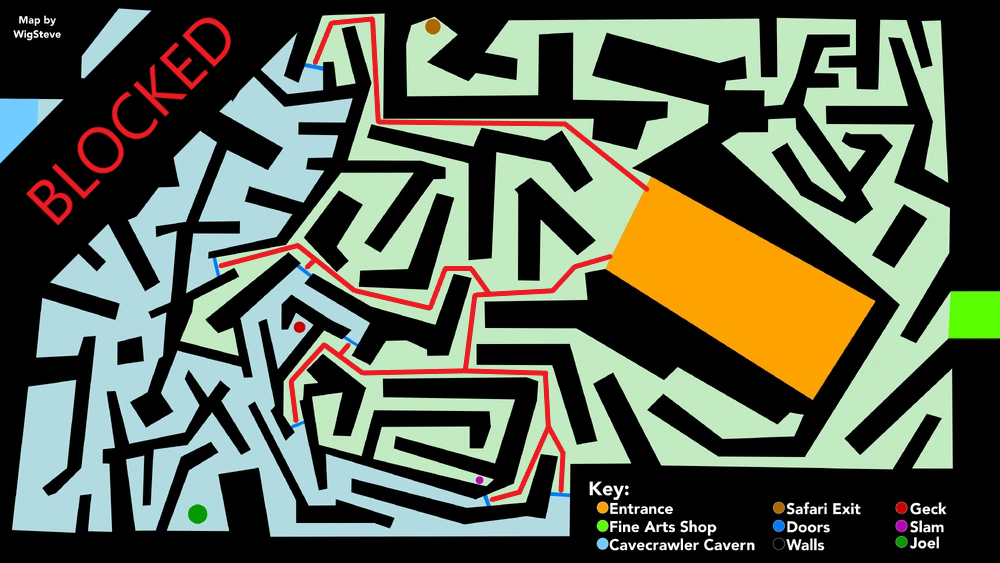 Map by
WigSteve
BLOCKED
Key:
Entrance
Fine Arts Shop
Cavecrawler Cavern
Safari Exit
Doors
Walls
Geck
Slam
Joel